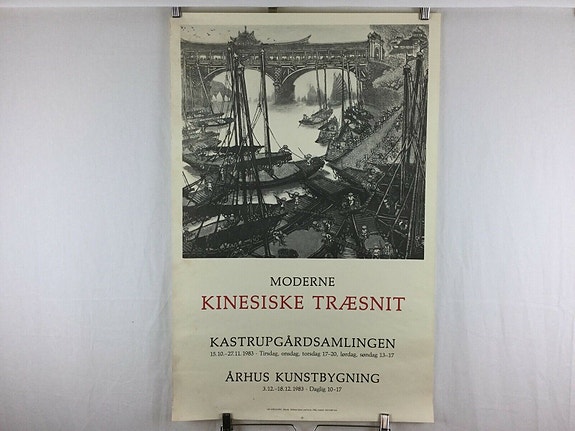 MODERNE
KINESISKE TRÆSNIT
KASTRUPGÅRDSAMLINGEN
15.10.-27.11.1983 · Tirsdag, onsdag, torsdag 17-20, lørdag, søndag 13-17
ÅRHUS KUNSTBYGNING
3.12.-18.12.1983 · Daglig 10-17